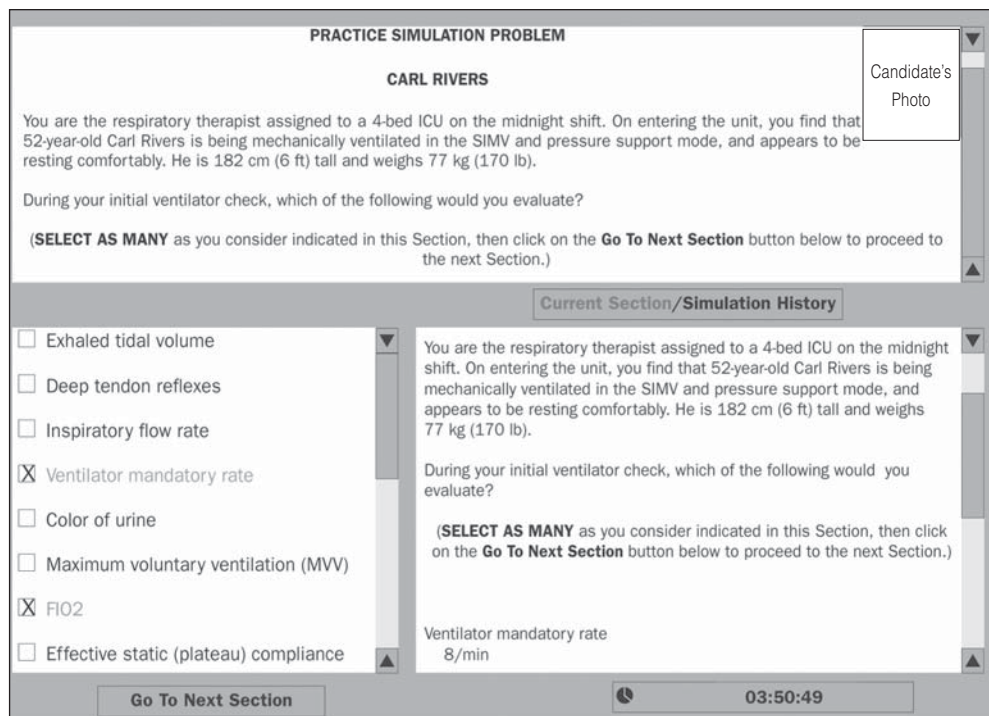 PRACTICE SIMULATION PROBLEM
Candidate's
Photo
CARL RIVERS
You are the respiratory therapist assigned to a 4-bed ICU on the midnight shift. On entering the unit, you find that
52-year-old Carl Rivers is being mechanically ventilated in the SIMV and pressure support mode, and appears to be
resting comfortably. He is 182 cm (6 ft) tall and weighs 77 kg (170 lb).
During your initial ventilator check, which of the following would you evaluate?
(SELECT AS MANY as you consider indicated in this Section, then click on the Go To Next Section button below to proceed to
the next Section.)
Current Section/Simulation History
Exhaled tidal volume
Deep tendon reflexes
Inspiratory flow rate
X Ventilator mandatory rate
Color of urine
Maximum voluntary ventilation (MVV)
X FIO2
Effective static (plateau) compliance
You are the respiratory therapist assigned to a 4-bed ICU on the midnight
shift. On entering the unit, you find that 52-year-old Carl Rivers is being
mechanically ventilated in the SIMV and pressure support mode, and
appears to be resting comfortably. He is 182 cm (6 ft) tall and weighs
77 kg (170 lb).
During your initial ventilator check, which of the following would you
evaluate?
(SELECT AS MANY as you consider indicated in this Section, then click
on the Go To Next Section button below to proceed to the next Section.)
Ventilator mandatory rate
8/min
Go To Next Section
03:50:49